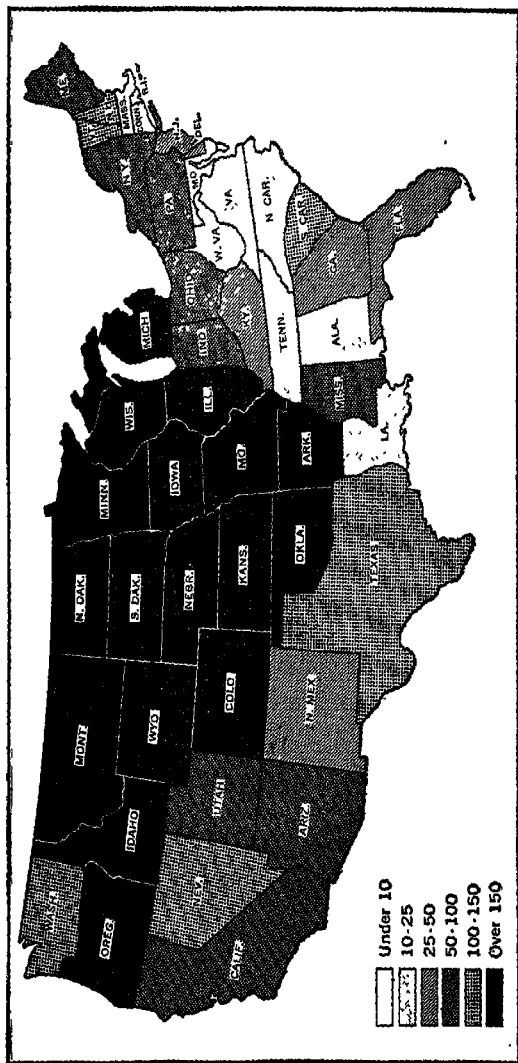 WASH.
MONT.
N. DAK.
MINN.
ME.
OREG.
IDAHO
S. DAK.
WIS.
MICH
N.Y.
MASS.
CONN.
R.I.
WYO
IOWA
PA
N.J.
NEV.
UTAH
NEBR.
ILL.
IND.
OHIO
MD
DEL.
CALIF.
COLO
KANS.
MO.
W. VA
VA
KY.
ARIZ
N. MEX
OKLA.
ARK.
TENN.
N CAR.
S. CAR.
TEXAS
LA.
MISS.
ALA.
GA.
FLA.
Under 10
10-25
25-50
50-100
100-150
Over 150